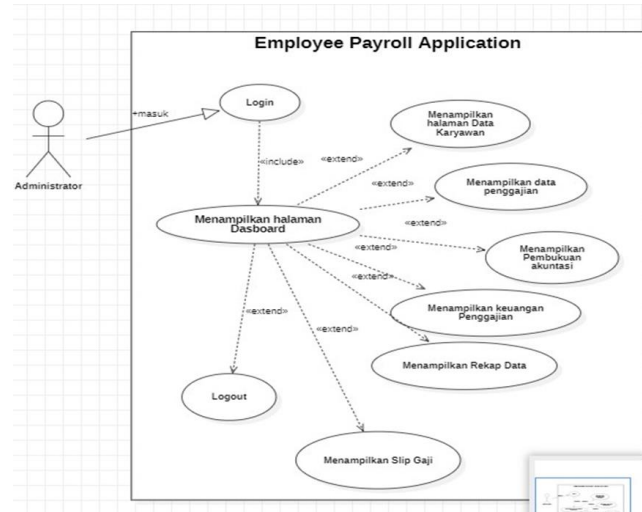 Employee Payroll Application
Login
+masuk
Menampilkan
halaman Data
Karyawan
«include»
«extend»
Administrator
«extend»
Menampilkan data
penggajian
Menampilkan halaman
Dasboard
«extend»
«extend»
Menampilkan
Pembukuan
akuntasi
«extend»
Menampilkan keuangan
Penggajian
«extend»
«extend»
Menampilkan Rekap Data
Logout
Menampilkan Slip Gaji